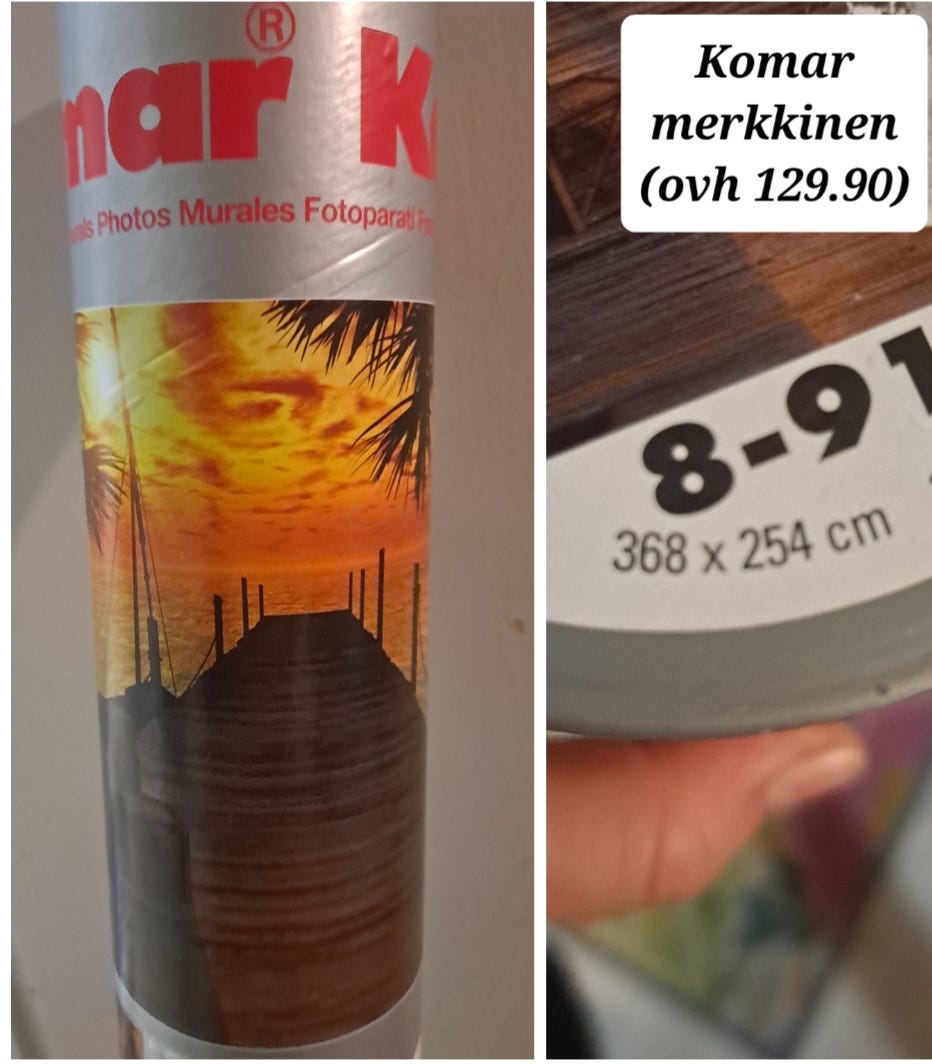 ®
mar K
Photos Murales Fotoparati
Komar
merkkinen
(ovh 129.90)
8-91
368 x 254 cm